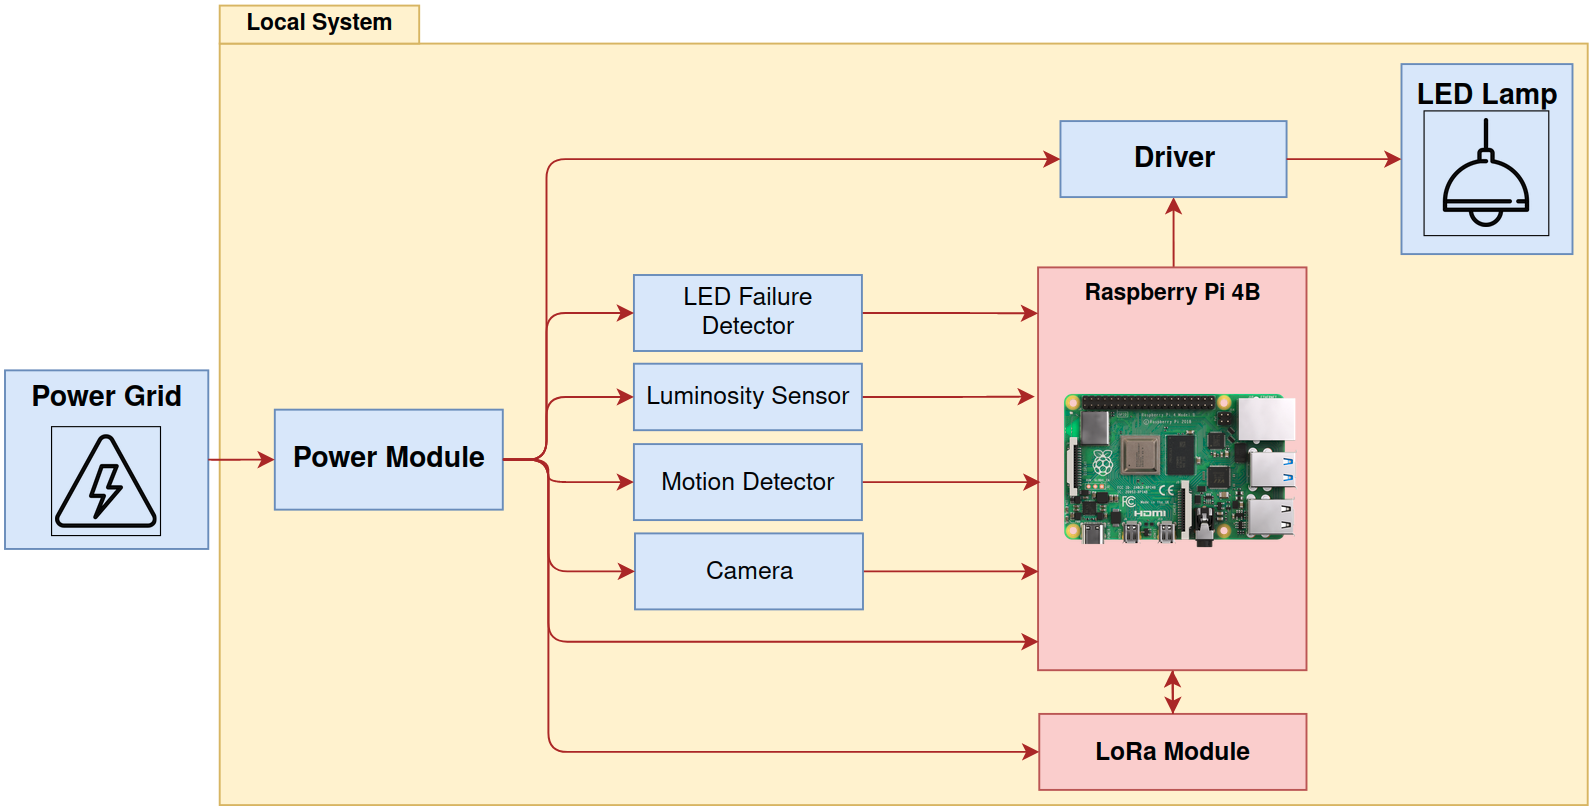 Local System
LED Lamp
Driver
LED Failure
Detector
Raspberry Pi 4B
Power Grid
Luminosity Sensor
Power Module
Motion Detector
HDMI
Camera
LoRa Module